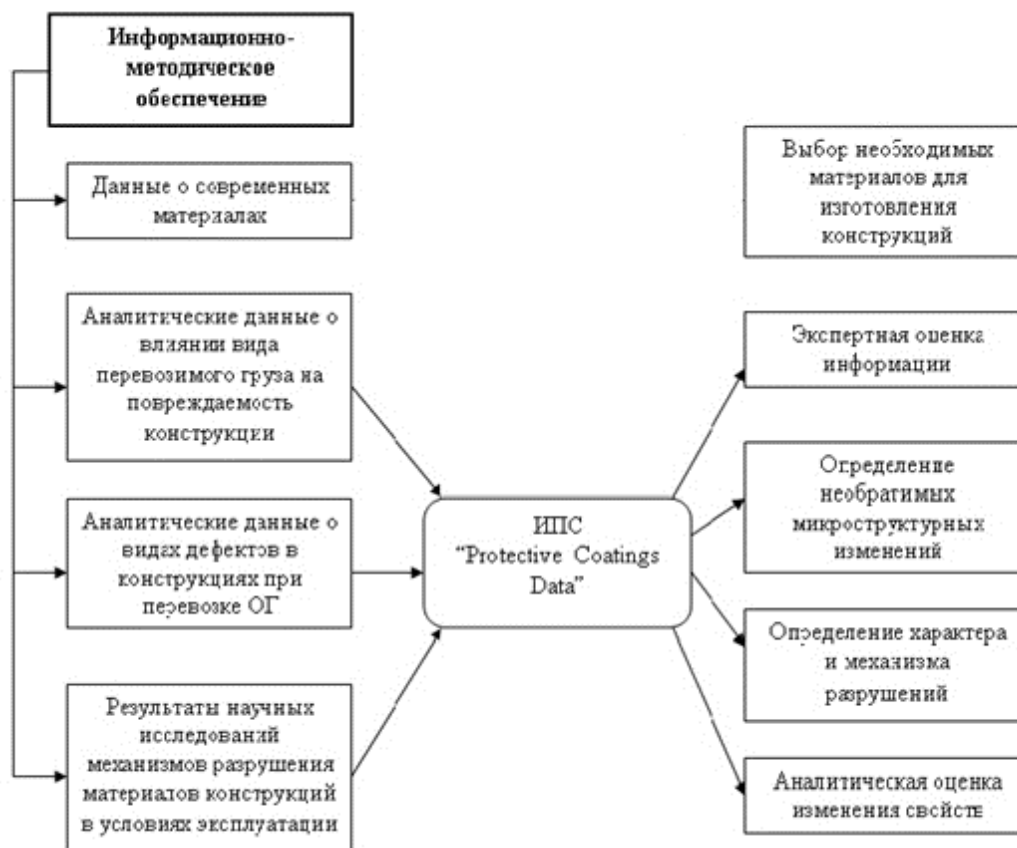 Информационно-
методическое
обеспечение
Данные о современных
материалах
Аналитические данные о
влиянии вида
перевозимого груза на
повреждаемость
конструкции
Аналитические данные о
видах дефектов в
конструкциях при
перевозке ОГ
Результаты научных
исследований
механизмов разрушения
материалов конструкций
в условиях эксплуатации
ИПС
“Protective Coatings
Data”
Выбор необходимых
материалов для
изготовления
конструкций
Экспертная оценка
информации
Определение
необратимых
микроструктурных
изменений
Определение характера
и механизма
разрушений
Аналитическая оценка
изменения свойств